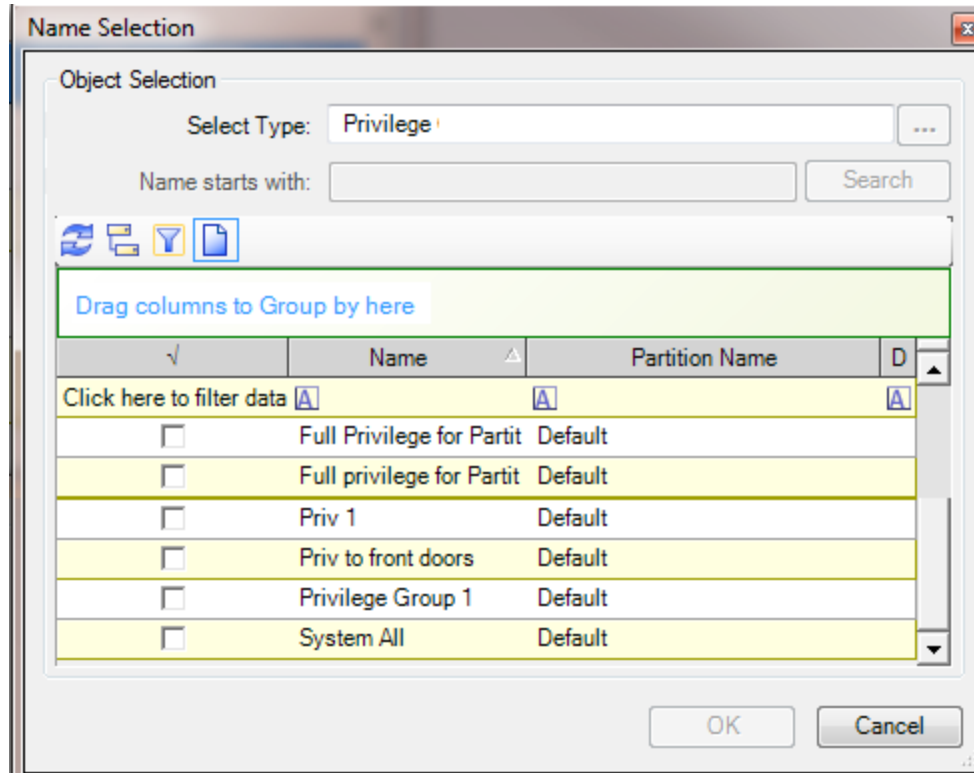 Name Selection
Object Selection
Select Type: Privilege
...
Name starts with:
Search
Drag columns to Group by here
√ Name Partition Name D
Click here to filter data A A A
Full Privilege for Partit Default
Full privilege for Partit Default
Priv 1 Default
Priv to front doors Default
Privilege Group 1 Default
System All Default
OK Cancel